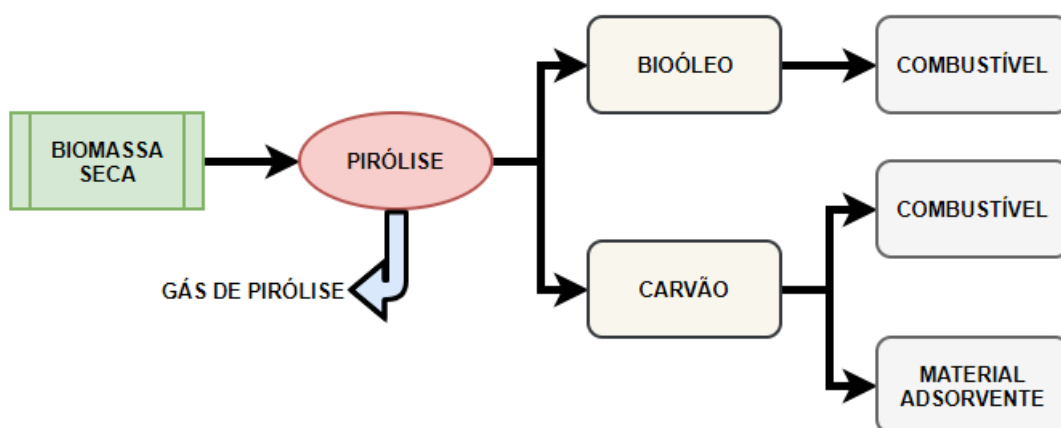 BIOMASSA
SECA
PIRÓLISE
GÁS DE PIRÓLISE
BIOÓLEO
COMBUSTÍVEL
CARVÃO
COMBUSTÍVEL
MATERIAL
ADSORVENTE